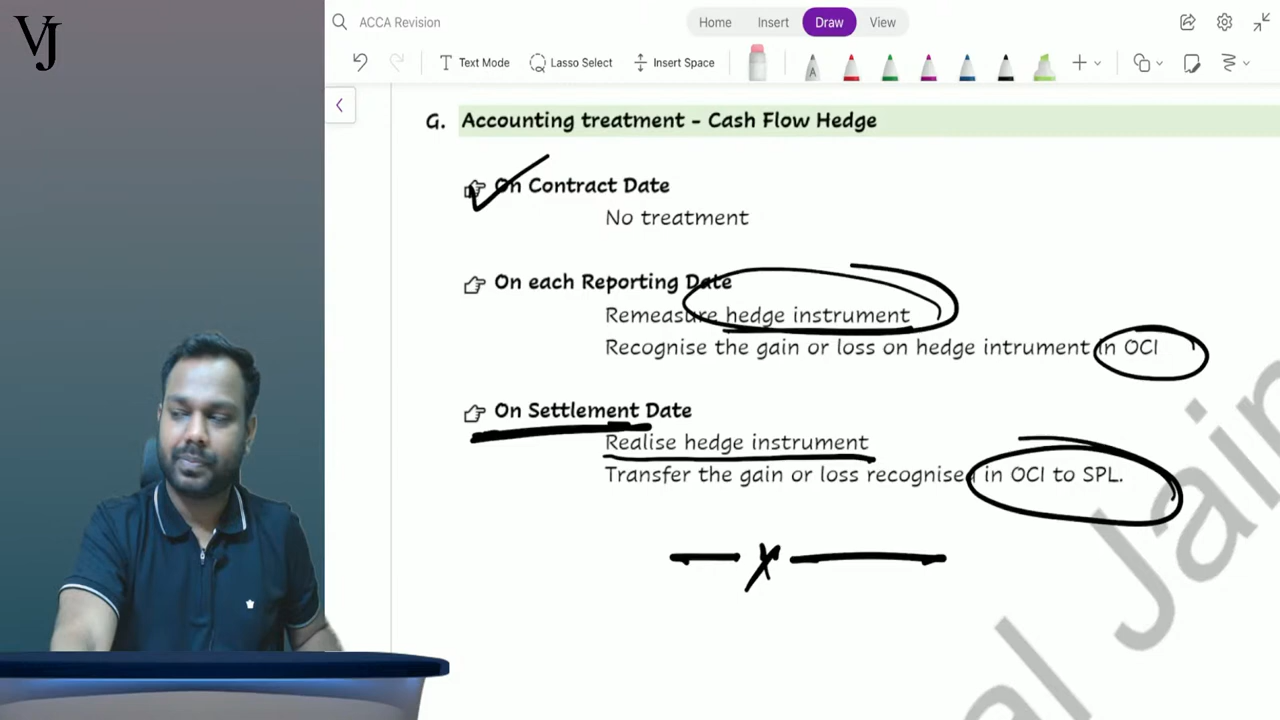 VJ
ACCA Revision
Home Insert Draw View
Text Mode Lasso Select Insert Space
A
G. Accounting treatment - Cash Flow Hedge
On Contract Date
No treatment
On each Reporting Date
Remeasure hedge instrument
Recognise the gain or loss on hedge intrument in OCI
On Settlement Date
Realise hedge instrument
Transfer the gain or loss recognised in OCI to SPL.
x
al Jain